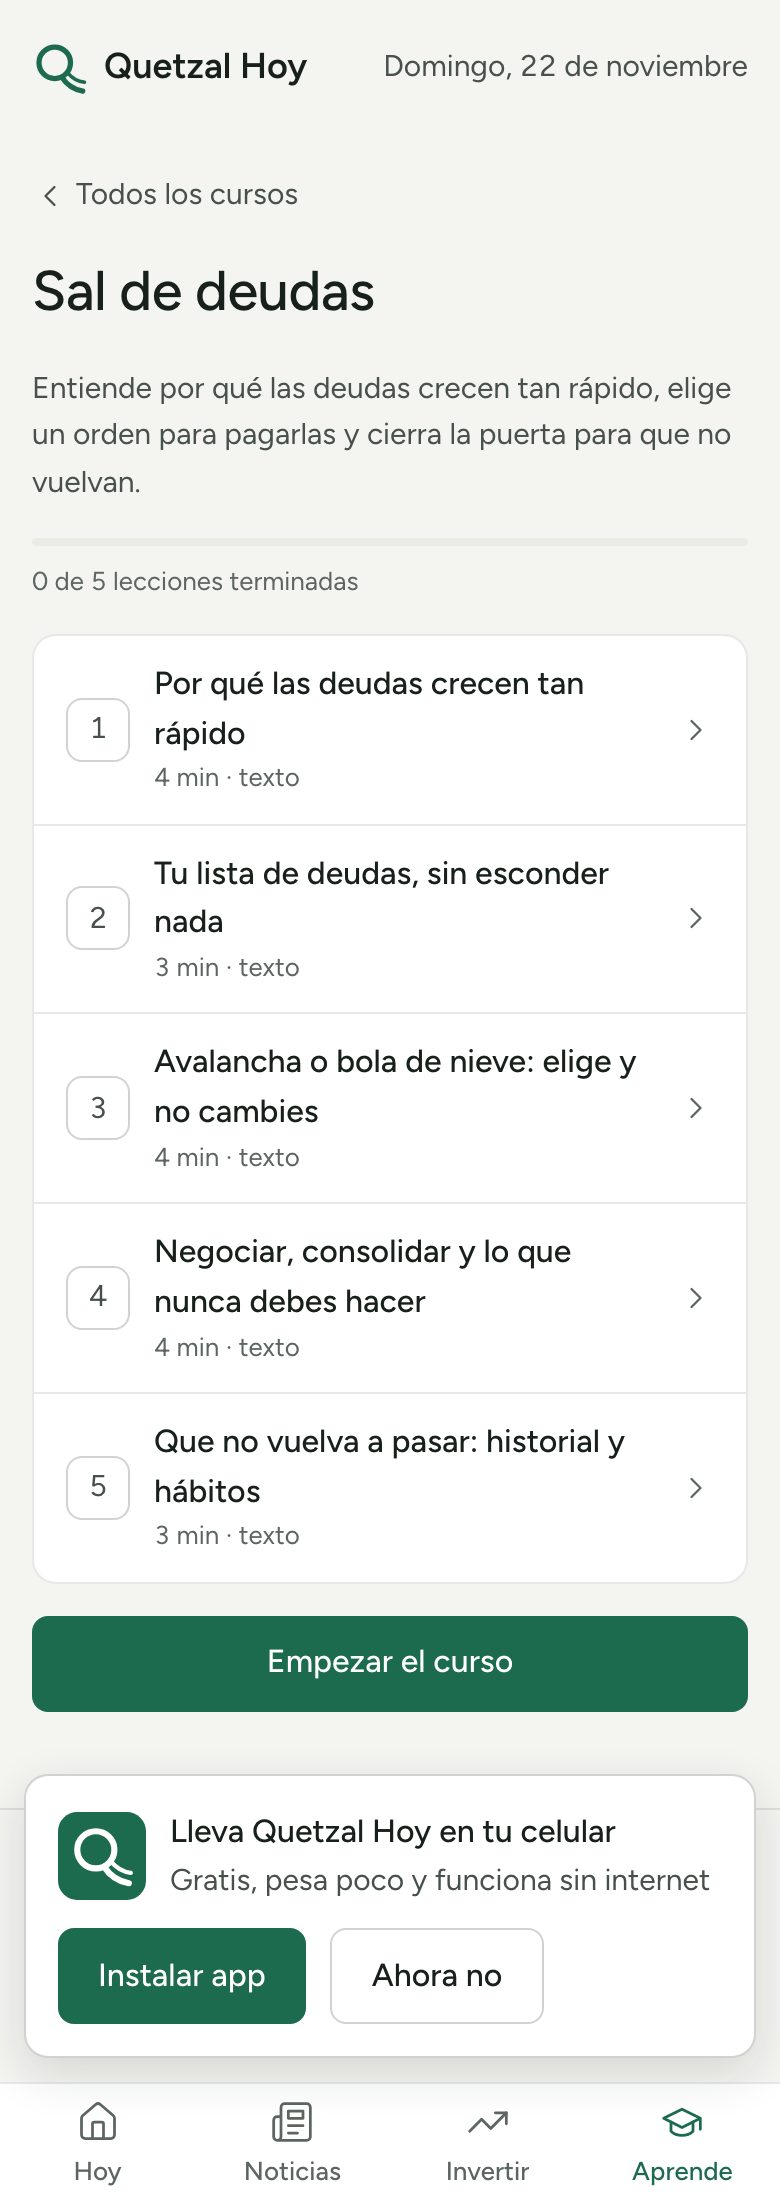 Quetzal Hoy
Domingo, 22 de noviembre
Todos los cursos
Sal de deudas
Entiende por qué las deudas crecen tan rápido, elige
un orden para pagarlas y cierra la puerta para que no
vuelvan.
0 de 5 lecciones terminadas
1
Por qué las deudas crecen tan
rápido
4 min · texto
2
Tu lista de deudas, sin esconder
nada
3 min · texto
3
Avalancha o bola de nieve: elige y
no cambies
4 min · texto
4
Negociar, consolidar y lo que
nunca debes hacer
4 min · texto
5
Que no vuelva a pasar: historial y
hábitos
3 min · texto
Empezar el curso
Lleva Quetzal Hoy en tu celular
Gratis, pesa poco y funciona sin internet
Instalar app
Ahora no
Hoy
Noticias
Invertir
Aprende